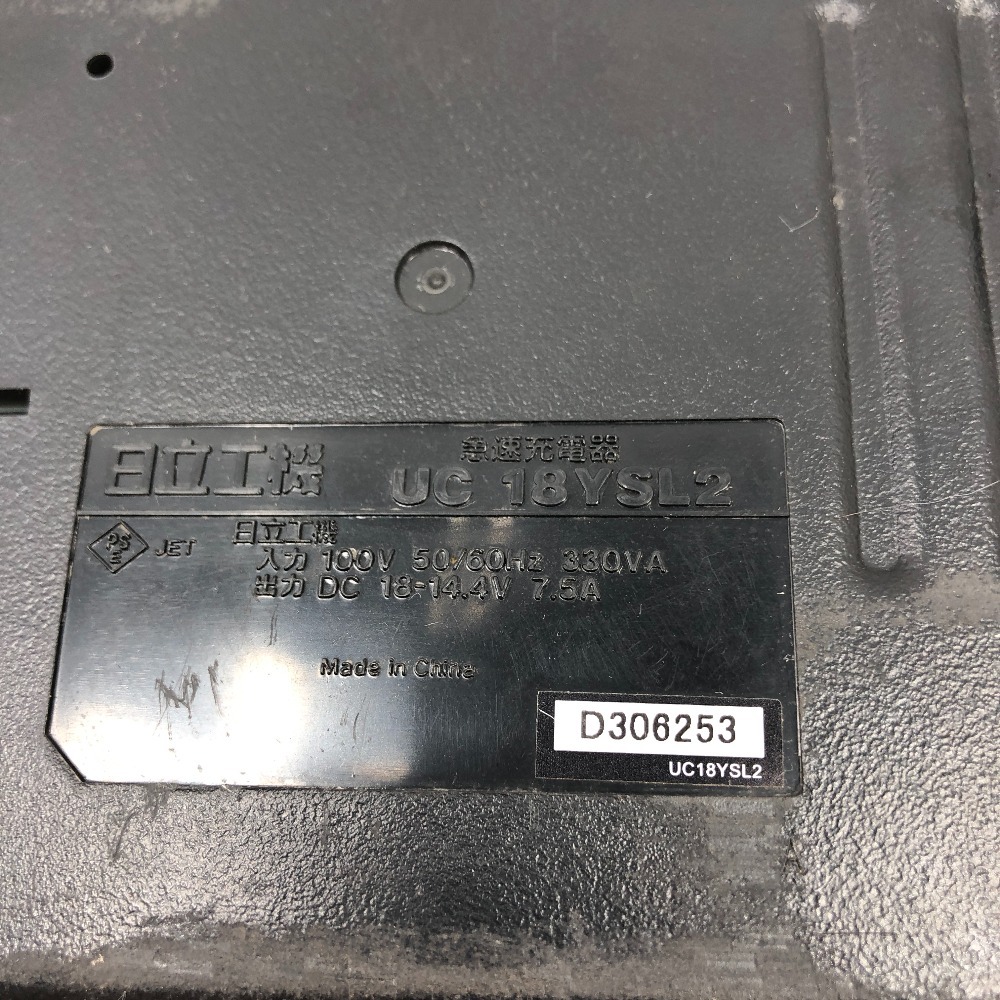 日立工機
急速充電器
UC 18YSL2
PSE JET
日立工機
入力 100V 50/60Hz 330VA
出力 DC 18-14.4V 7.5A
Made in China
D306253
UC18YSL2